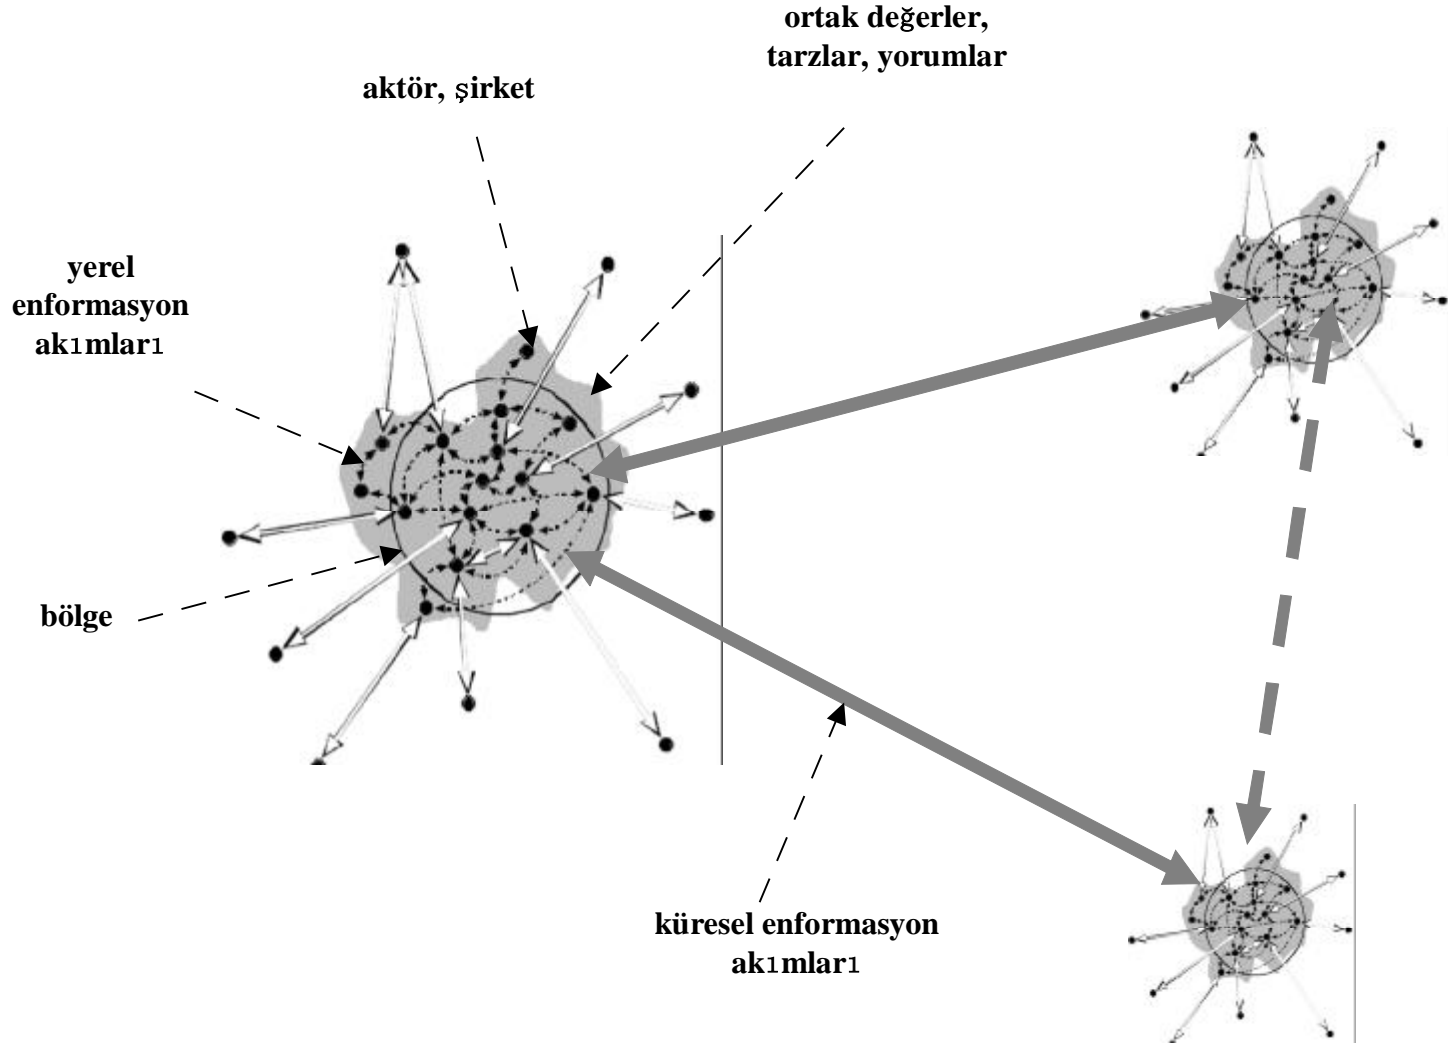 ortak değerler,
tarzlar, yorumlar
aktör, şirket
yerel
enformasyon
akımları
bölge
küresel enformasyon
akımları